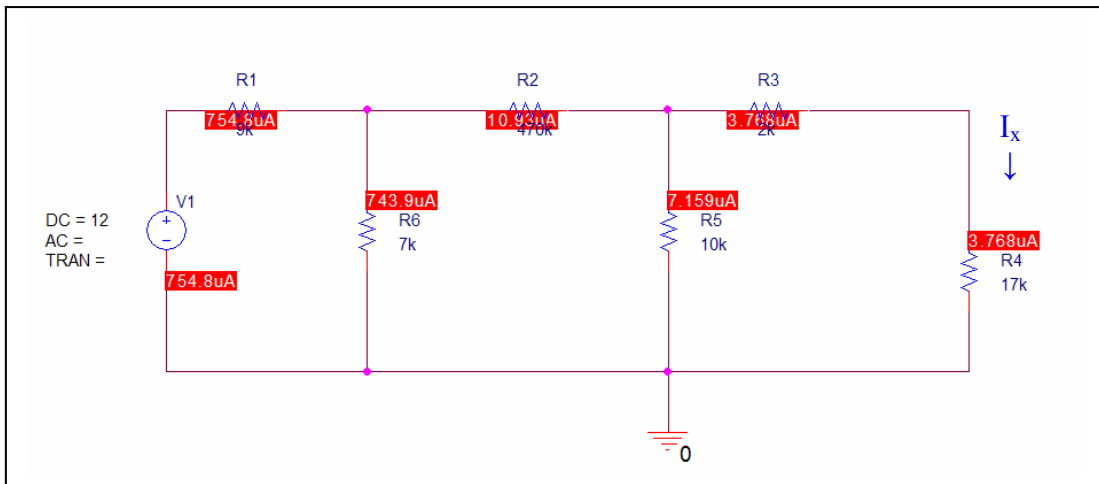 R1
R2
R3
754.8uA
9k
10.93uA
470k
3.768uA
2k
Ix
↓
DC = 12
AC =
TRAN =
V1
754.8uA
743.9uA
R6
7k
7.159uA
R5
10k
3.768uA
R4
17k
0